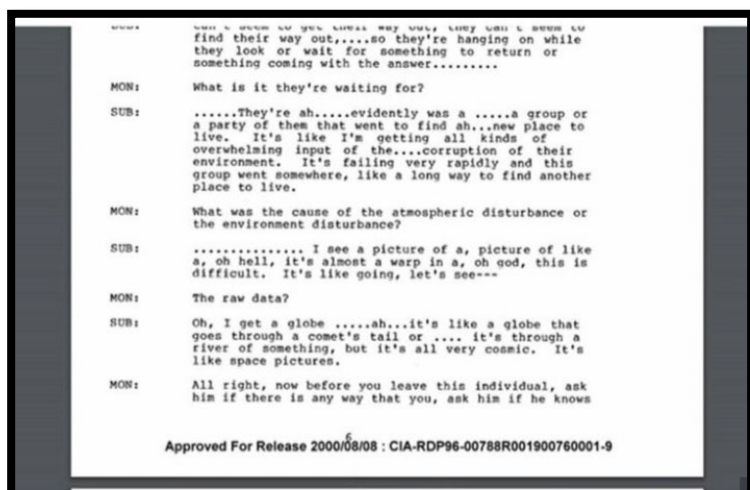 find their way out,....so they're hanging on while
they look or wait for something to return or
something coming with the answer.........
MON: What is it they're waiting for?
SUB: ......They're ah.....evidently was a .....a group or
a party of them that went to find ah...new place to
live. It's like I'm getting all kinds of
overwhelming input of the....corruption of their
environment. It's failing very rapidly and this
group went somewhere, like a long way to find another
place to live.
MON: What was the cause of the atmospheric disturbance or
the environment disturbance?
SUB: ............... I see a picture of a, picture of like
a, oh hell, it's almost a warp in a, oh god, this is
difficult. It's like going, let's see---
MON: The raw data?
SUB: Oh, I get a globe .....ah...it's like a globe that
goes through a comet's tail or .... it's through a
river of something, but it's all very cosmic. It's
like space pictures.
MON: All right, now before you leave this individual, ask
him if there is any way that you, ask him if he knows
6
Approved For Release 2000/08/08 : CIA-RDP96-00788R001900760001-9